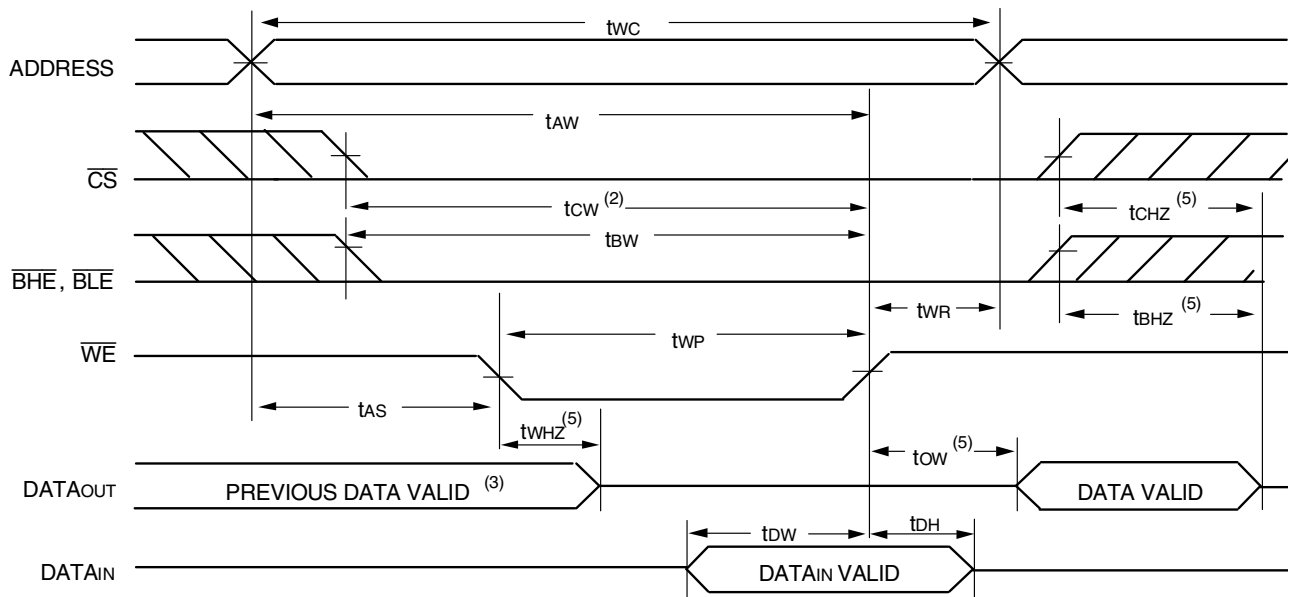 tWC
ADDRESS
tAW
CS
tCW (2)
tCHZ (5)
tBW
BHE, BLE
tWR
tBHZ (5)
tWP
WE
tAS
tWHZ (5)
tOW (5)
DATAOUT
PREVIOUS DATA VALID (3)
DATA VALID
tDW
tDH
DATAIN
DATAIN VALID